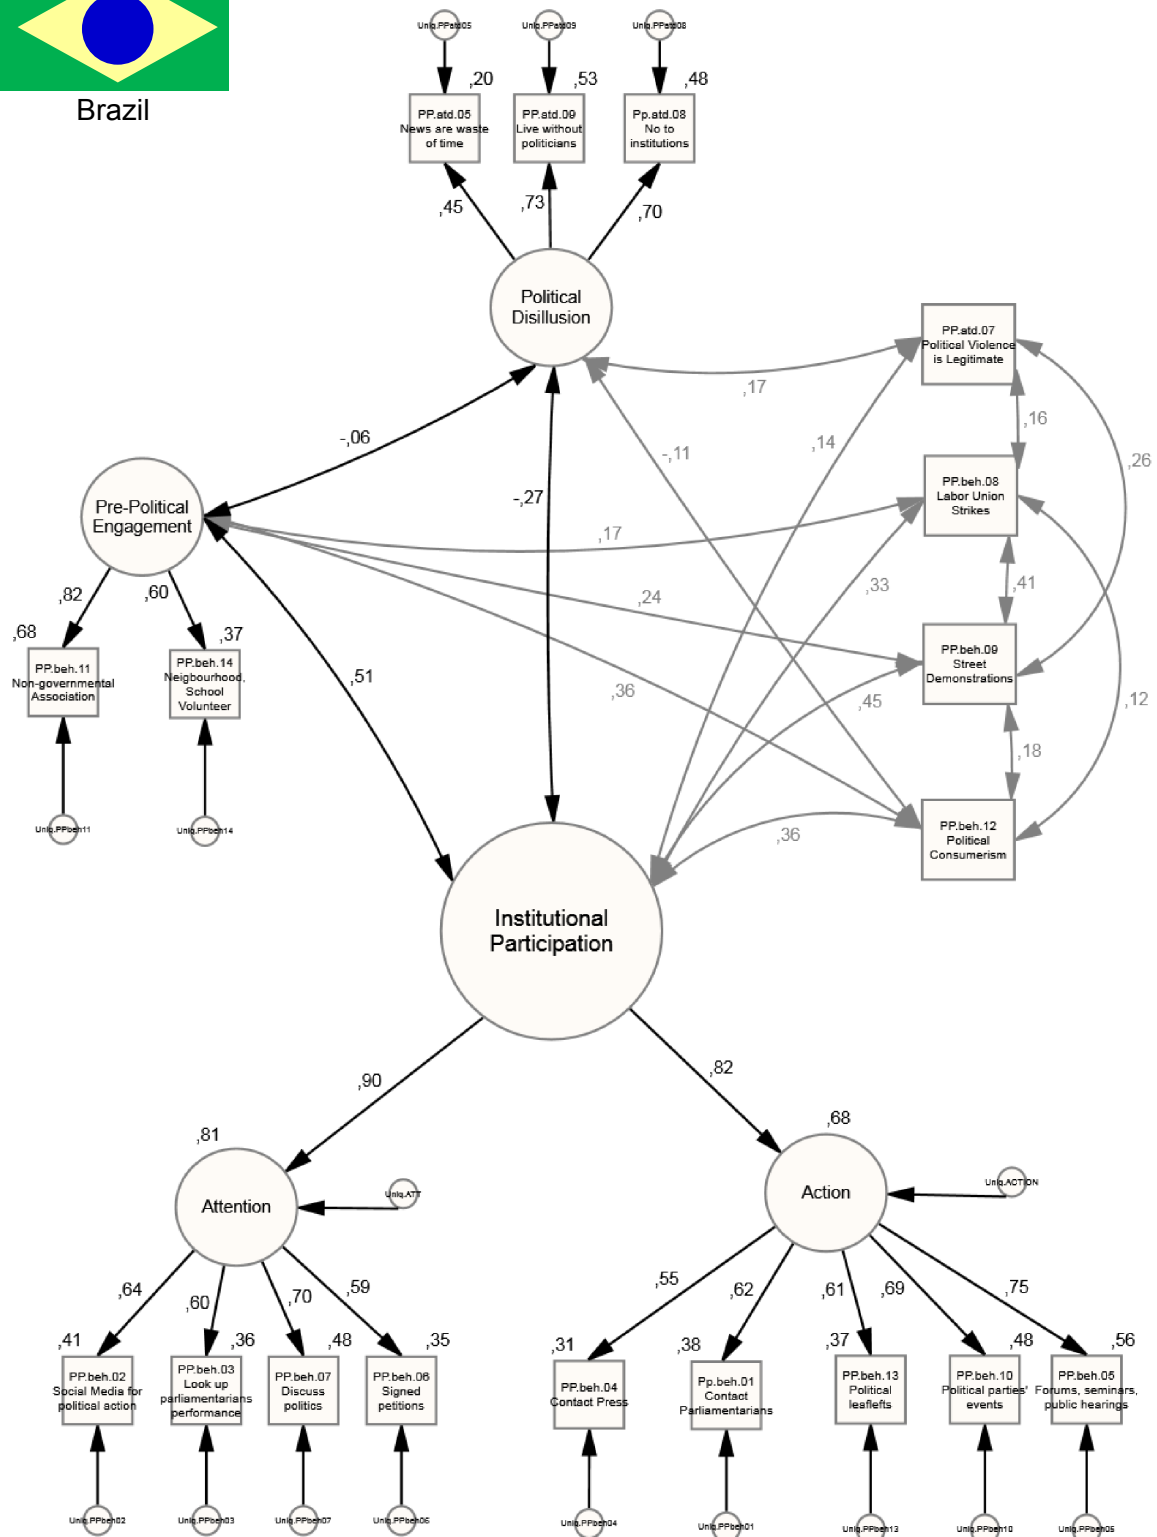 Brazil
Uniq.PPatd05
Uniq.PPatd09
Uniq.PPatd08
,20
,53
,48
PP.atd.05
News are waste
of time
PP.atd.09
Live without
politicians
Pp.atd.08
No to
institutions
,45
,73
,70
Political
Disillusion
PP.atd.07
Political Violence
is Legitimate
,17
,16
,14
-,11
,26
-,06
-,27
Pre-Political
Engagement
PP.beh.08
Labor Union
Strikes
,17
,33
,41
,24
,82
,60
,68
,37
PP.beh.11
Non-governmental
Association
PP.beh.14
Neigbourhood,
School
Volunteer
,51
,36
,45
PP.beh.09
Street
Demonstrations
,12
,18
Uniq.PPbeh11
Uniq.PPbeh14
,36
PP.beh.12
Political
Consumerism
Institutional
Participation
,90
,82
,81
,68
Attention
Uniq.ATT
Action
Uniq.ACTION
,64
,60
,70
,59
,55
,62
,61
,69
,75
,41
,36
,48
,35
,31
,38
,37
,48
,56
PP.beh.02
Social Media for
political action
PP.beh.03
Look up
parliamentarians
performance
PP.beh.07
Discuss
politics
PP.beh.06
Signed
petitions
PP.beh.04
Contact Press
Pp.beh.01
Contact
Parliamentarians
PP.beh.13
Political
leaflefts
PP.beh.10
Political parties'
events
PP.beh.05
Forums, seminars,
public hearings
Uniq.PPbeh02
Uniq.PPbeh03
Uniq.PPbeh07
Uniq.PPbeh06
Uniq.PPbeh04
Uniq.PPbeh01
Uniq.PPbeh13
Uniq.PPbeh10
Uniq.PPbeh05